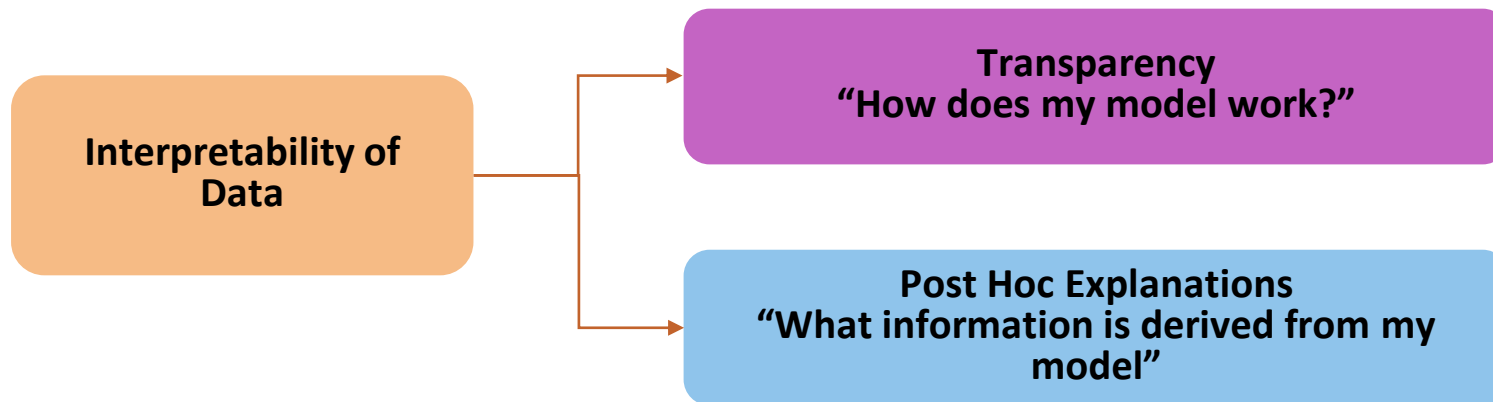 Interpretability of
Data
Transparency
“How does my model work?”
Post Hoc Explanations
“What information is derived from my
model”